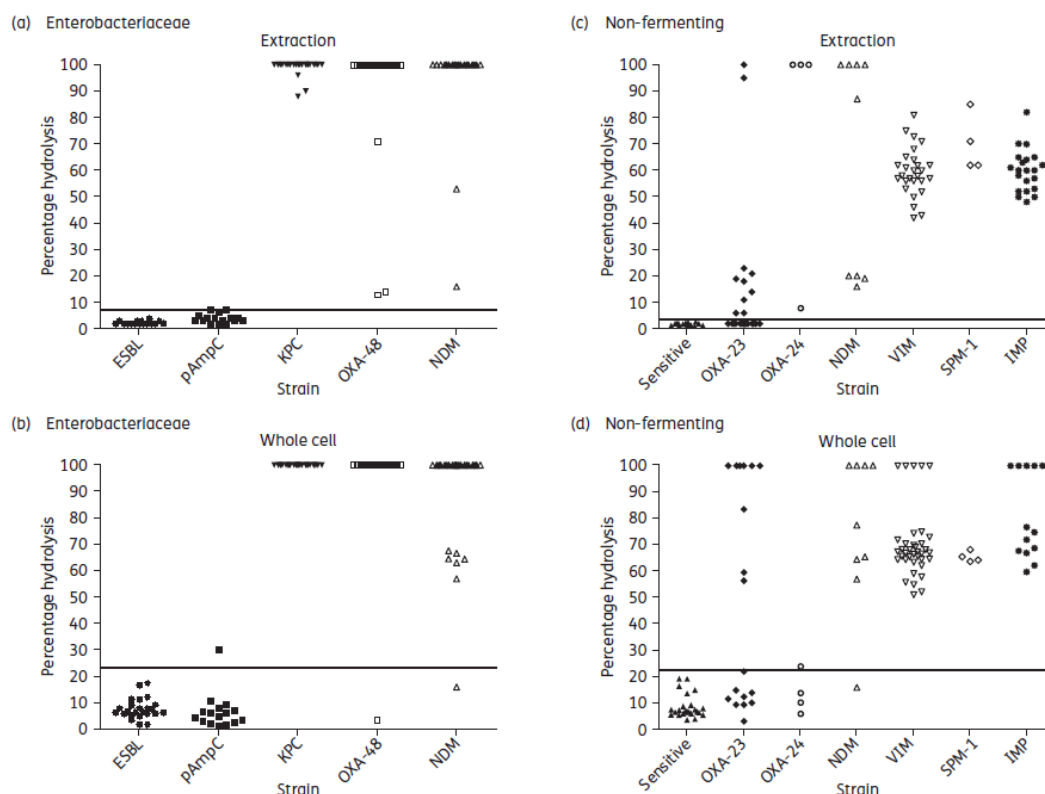 (a) Enterobacteriaceae
Extraction
Percentage hydrolysis
100
90
80
70
60
50
40
30
20
10
0
ESBL
pAmpC
KPC
OXA-48
NDM
Strain
(c) Non-fermenting
Extraction
Percentage hydrolysis
100
90
80
70
60
50
40
30
20
10
0
Sensitive
OXA-23
OXA-24
NDM
VIM
SPM-1
IMP
Strain
(b) Enterobacteriaceae
Whole cell
Percentage hydrolysis
100
90
80
70
60
50
40
30
20
10
0
ESBL
pAmpC
KPC
OXA-48
NDM
Strain
(d) Non-fermenting
Whole cell
Percentage hydrolysis
100
90
80
70
60
50
40
30
20
10
0
Sensitive
OXA-23
OXA-24
NDM
VIM
SPM-1
IMP
Strain